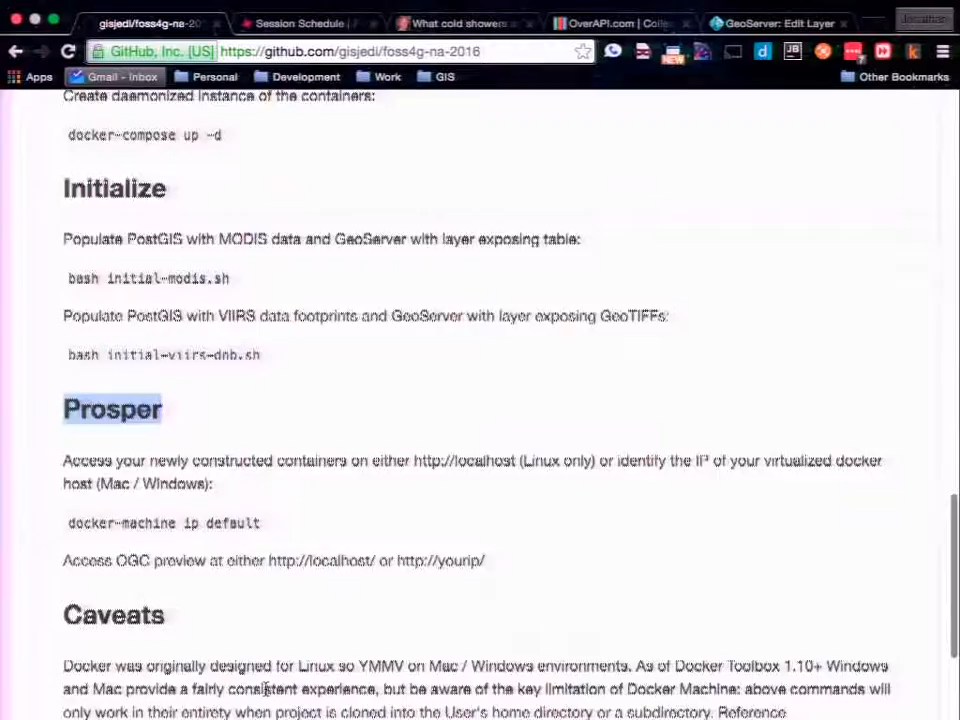 gisjedi/foss4g-na-20
Session Schedule |
What cold showers
OverAPI.com | Colle
GeoServer: Edit Layer
Jonathan
GitHub, Inc. [US] https://github.com/gisjedi/foss4g-na-2016
Apps Gmail - Inbox Personal Development Work GIS Other Bookmarks
Create daemonized instance of the containers:
docker-compose up -d
Initialize
Populate PostGIS with MODIS data and GeoServer with layer exposing table:
bash initial-modis.sh
Populate PostGIS with VIIRS data footprints and GeoServer with layer exposing GeoTIFFs:
bash initial-viirs-dnb.sh
Prosper
Access your newly constructed containers on either http://localhost (Linux only) or identify the IP of your virtualized docker
host (Mac / Windows):
docker-machine ip default
Access OGC preview at either http://localhost/ or http://yourip/
Caveats
Docker was originally designed for Linux so YMMV on Mac / Windows environments. As of Docker Toolbox 1.10+ Windows
and Mac provide a fairly consistent experience, but be aware of the key limitation of Docker Machine: above commands will
only work in their entirety when project is cloned into the User's home directory or a subdirectory. Reference